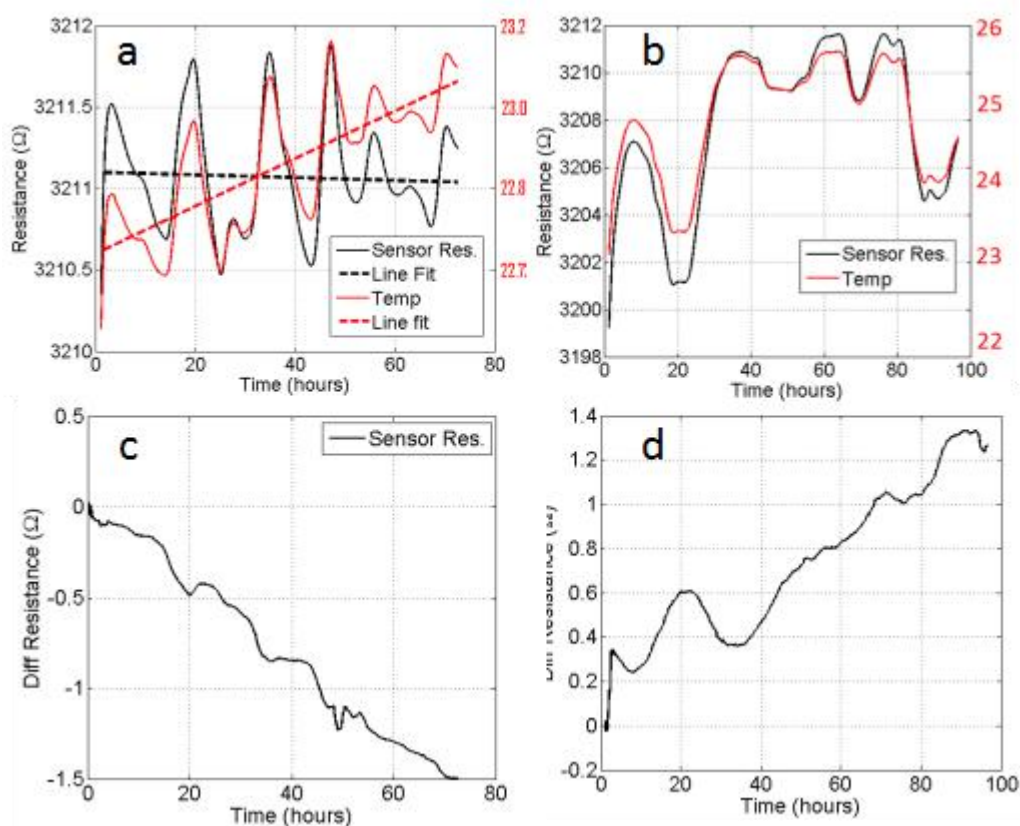 a
3212
3211.5
3211
3210.5
3210
Resistance (Ω)
23.2
23.0
22.8
22.7
Sensor Res.
Line Fit
Temp
Line fit
0 20 40 60 80
Time (hours)
b
3212
3210
3208
3206
3204
3202
3200
3198
Resistance (Ω)
26
25
24
23
22
Sensor Res.
Temp
0 20 40 60 80 100
Time (hours)
c
0.5
0
-0.5
-1
-1.5
Diff Resistance (Ω)
Sensor Res.
0 20 40 60 80
Time (hours)
d
1.4
1.2
1
0.8
0.6
0.4
0.2
0
-0.2
Diff Resistance (Ω)
0 20 40 60 80 100
Time (hours)